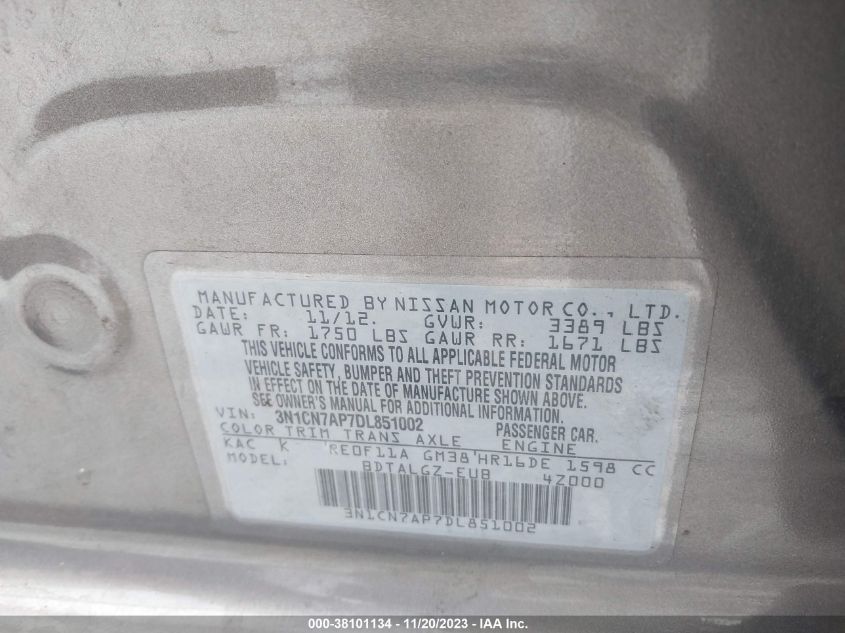 MANUFACTURED BY NISSAN MOTOR CO., LTD.
DATE: 11/12. GVWR: 3389 LBS
GAWR FR: 1750 LBS GAWR RR: 1671 LBS
THIS VEHICLE CONFORMS TO ALL APPLICABLE FEDERAL MOTOR
VEHICLE SAFETY, BUMPER AND THEFT PREVENTION STANDARDS
IN EFFECT ON THE DATE OF MANUFACTURE SHOWN ABOVE.
SEE OWNER'S MANUAL FOR ADDITIONAL INFORMATION.
VIN: 3N1CN7AP7DL851002 PASSENGER CAR.
COLOR TRIM TRANS AXLE ENGINE
KAC K RE0F11A GM38 HR16DE 1598 CC
MODEL: BDTALGZ-EUB 4Z000
3N1CN7AP7DL851002
000-38101134 - 11/20/2023 - IAA Inc.